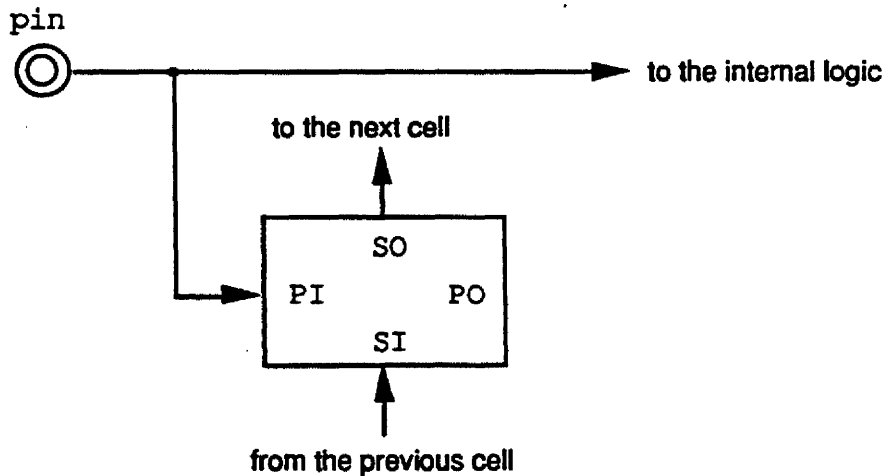 pin
to the internal logic
to the next cell
SO
PI PO
SI
from the previous cell